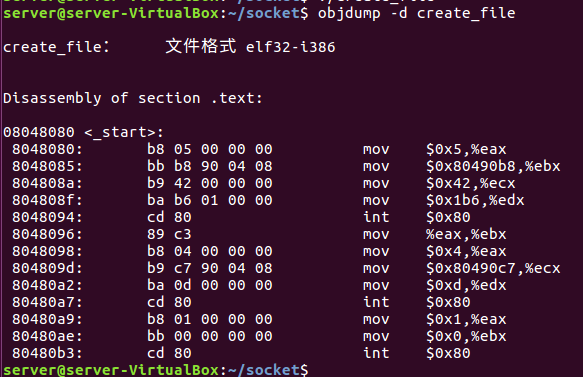 server@server-VirtualBox:~/socket$ objdump -d create_file
create_file：     文件格式 elf32-i386
Disassembly of section .text:
08048080 <_start>:
 8048080:	b8 05 00 00 00       	mov    $0x5,%eax
 8048085:	bb b8 90 04 08       	mov    $0x80490b8,%ebx
 804808a:	b9 42 00 00 00       	mov    $0x42,%ecx
 804808f:	ba b6 01 00 00       	mov    $0x1b6,%edx
 8048094:	cd 80                	int    $0x80
 8048096:	89 c3                	mov    %eax,%ebx
 8048098:	b8 04 00 00 00       	mov    $0x4,%eax
 804809d:	b9 c7 90 04 08       	mov    $0x80490c7,%ecx
 80480a2:	ba 0d 00 00 00       	mov    $0xd,%edx
 80480a7:	cd 80                	int    $0x80
 80480a9:	b8 01 00 00 00       	mov    $0x1,%eax
 80480ae:	bb 00 00 00 00       	mov    $0x0,%ebx
 80480b3:	cd 80                	int    $0x80
server@server-VirtualBox:~/socket$